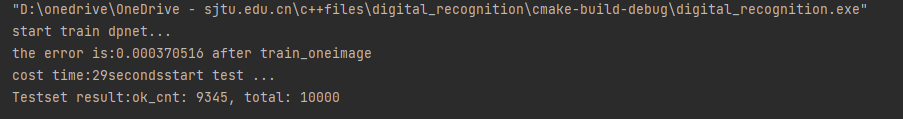 "D:\onedrive\OneDrive - sjtu.edu.cn\c++files\digital_recognition\cmake-build-debug\digital_recognition.exe"
start train dpnet...
the error is:0.000370516 after train_oneimage
cost time:29secondsstart test ...
Testset result:ok_cnt: 9345, total: 10000